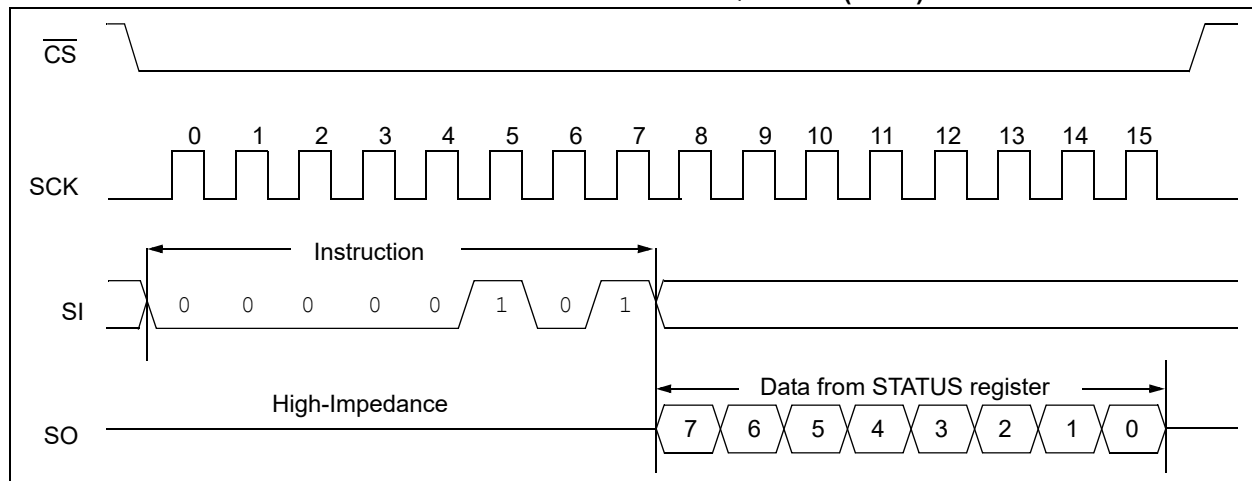 CS
0 1 2 3 4 5 6 7 8 9 10 11 12 13 14 15
SCK
Instruction
SI 0 0 0 0 0 1 0 1
Data from STATUS register
High-Impedance
SO 7 6 5 4 3 2 1 0